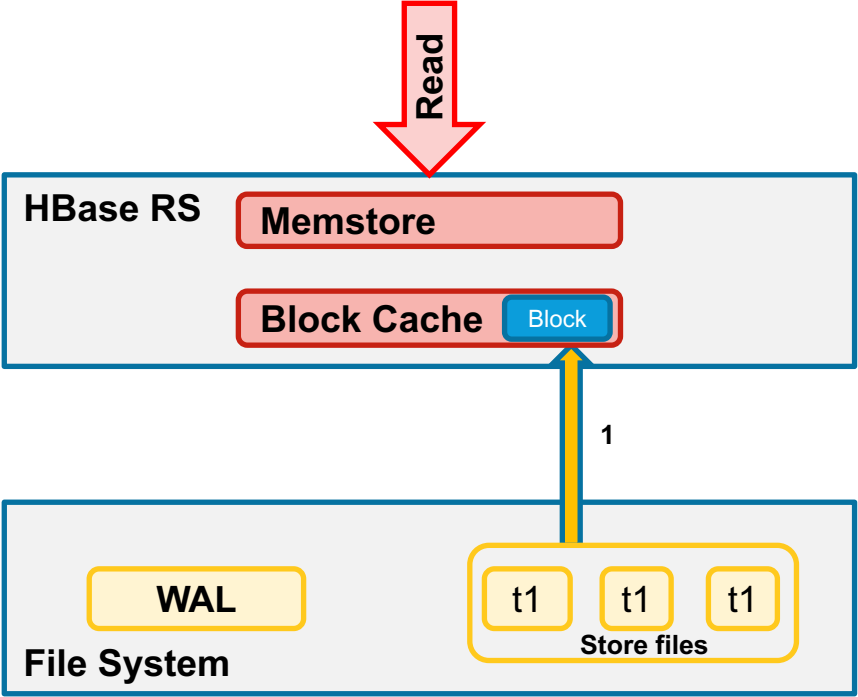 Read
HBase RS
Memstore
Block Cache
Block
1
WAL
t1
t1
t1
Store files
File System